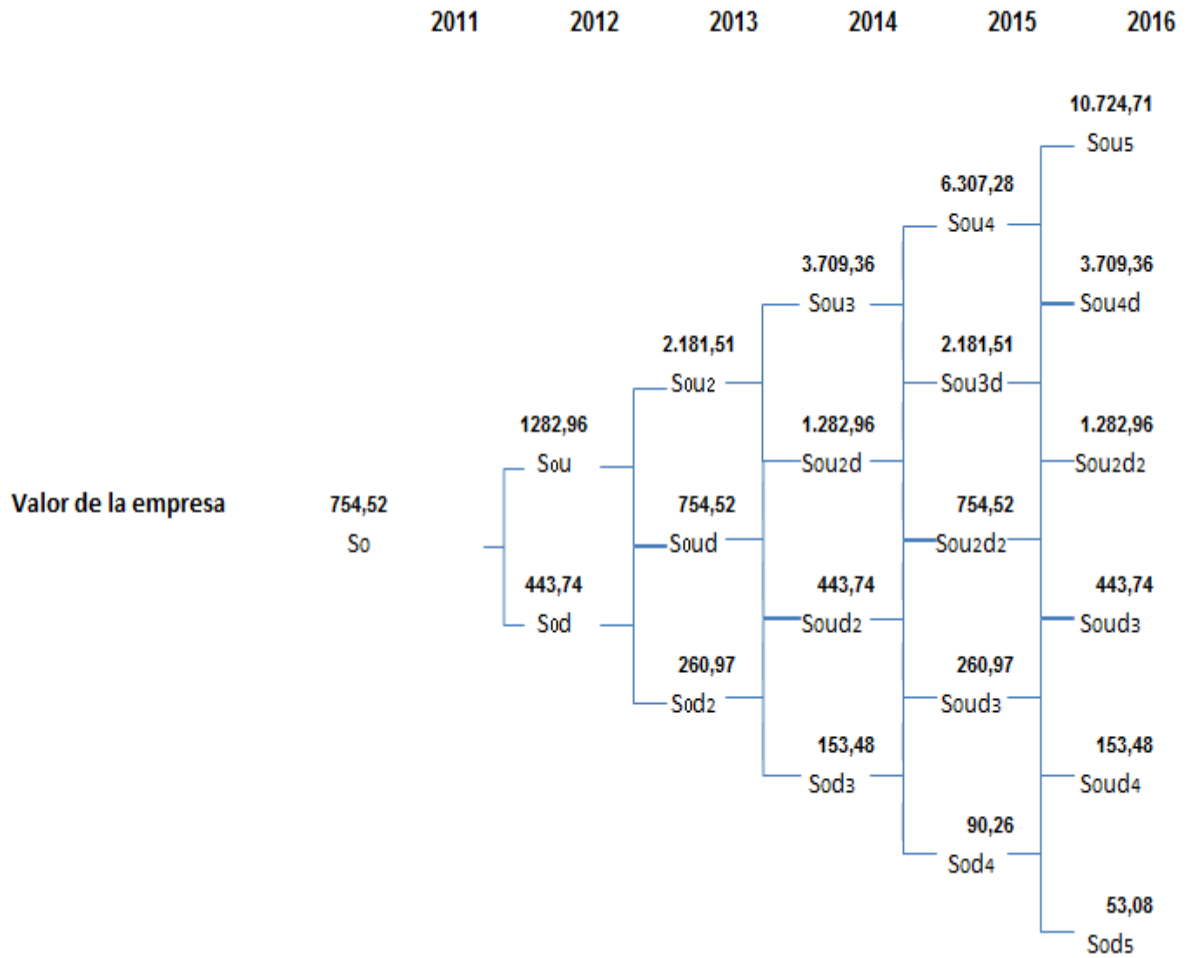 2011 2012 2013 2014 2015 2016
10.724,71
Sou5
6.307,28
Sou4
3.709,36 3.709,36
Sou3 Sou4d
2.181,51 2.181,51
Sou2 Sou3d
1282,96 1.282,96 1.282,96
Sou Sou2d Sou2d2
Valor de la empresa 754,52 754,52 754,52
So Soud Sou2d2
443,74 443,74 443,74
Sod Soud2 Soud3
260,97 260,97
Sod2 Soud3
153,48 153,48
Sod3 Soud4
90,26
Sod4
53,08
Sod5